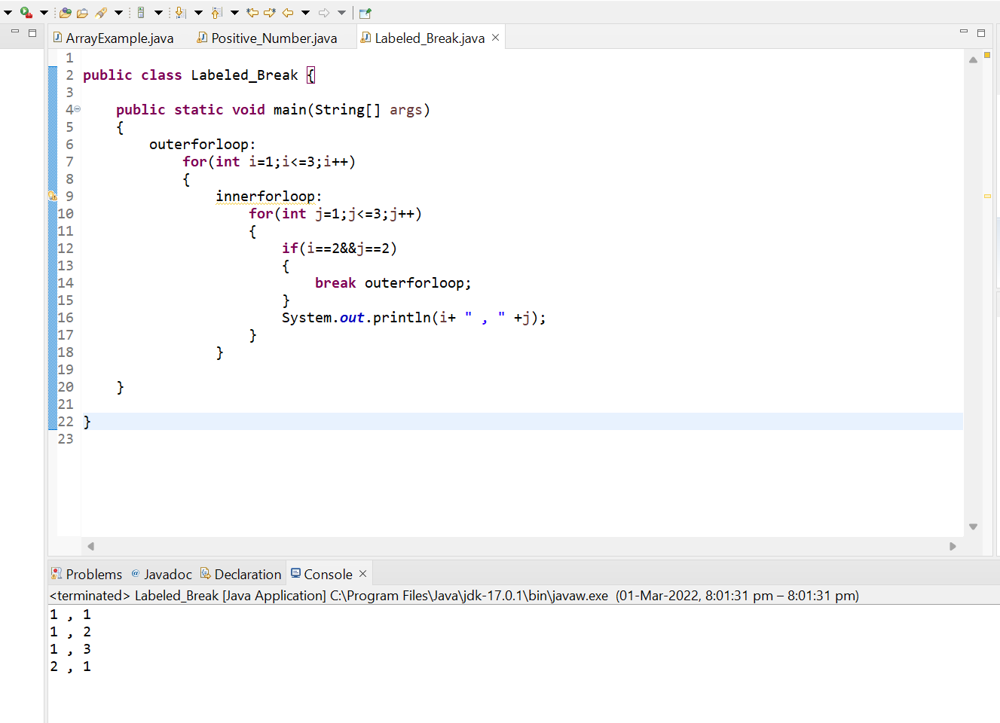 ArrayExample.java Positive_Number.java Labeled_Break.java
1
2 public class Labeled_Break {
3
4 public static void main(String[] args)
5 {
6 outerforloop:
7 for(int i=1;i<=3;i++)
8 {
9 innerforloop:
10 for(int j=1;j<=3;j++)
11 {
12 if(i==2&&j==2)
13 {
14 break outerforloop;
15 }
16 System.out.println(i+ " , " +j);
17 }
18 }
19
20 }
21
22 }
23
Problems Javadoc Declaration Console
<terminated> Labeled_Break [Java Application] C:\Program Files\Java\jdk-17.0.1\bin\javaw.exe (01-Mar-2022, 8:01:31 pm – 8:01:31 pm)
1 , 1
1 , 2
1 , 3
2 , 1